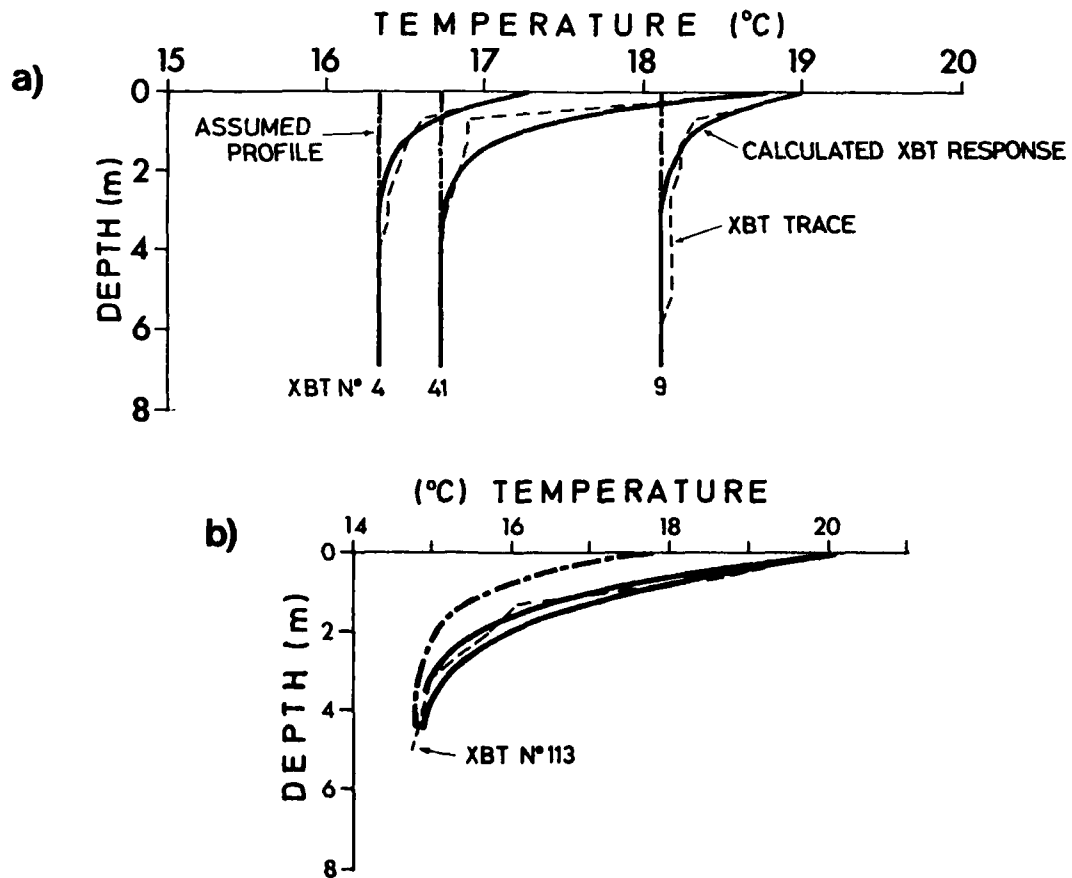 a)
TEMPERATURE (°C)
15 16 17 18 19 20
0
2
4
6
8
DEPTH (m)
ASSUMED
PROFILE
CALCULATED XBT RESPONSE
XBT TRACE
XBT N° 4 41 9
b)
(°C) TEMPERATURE
14 16 18 20
0
2
4
6
8
DEPTH (m)
XBT N° 113